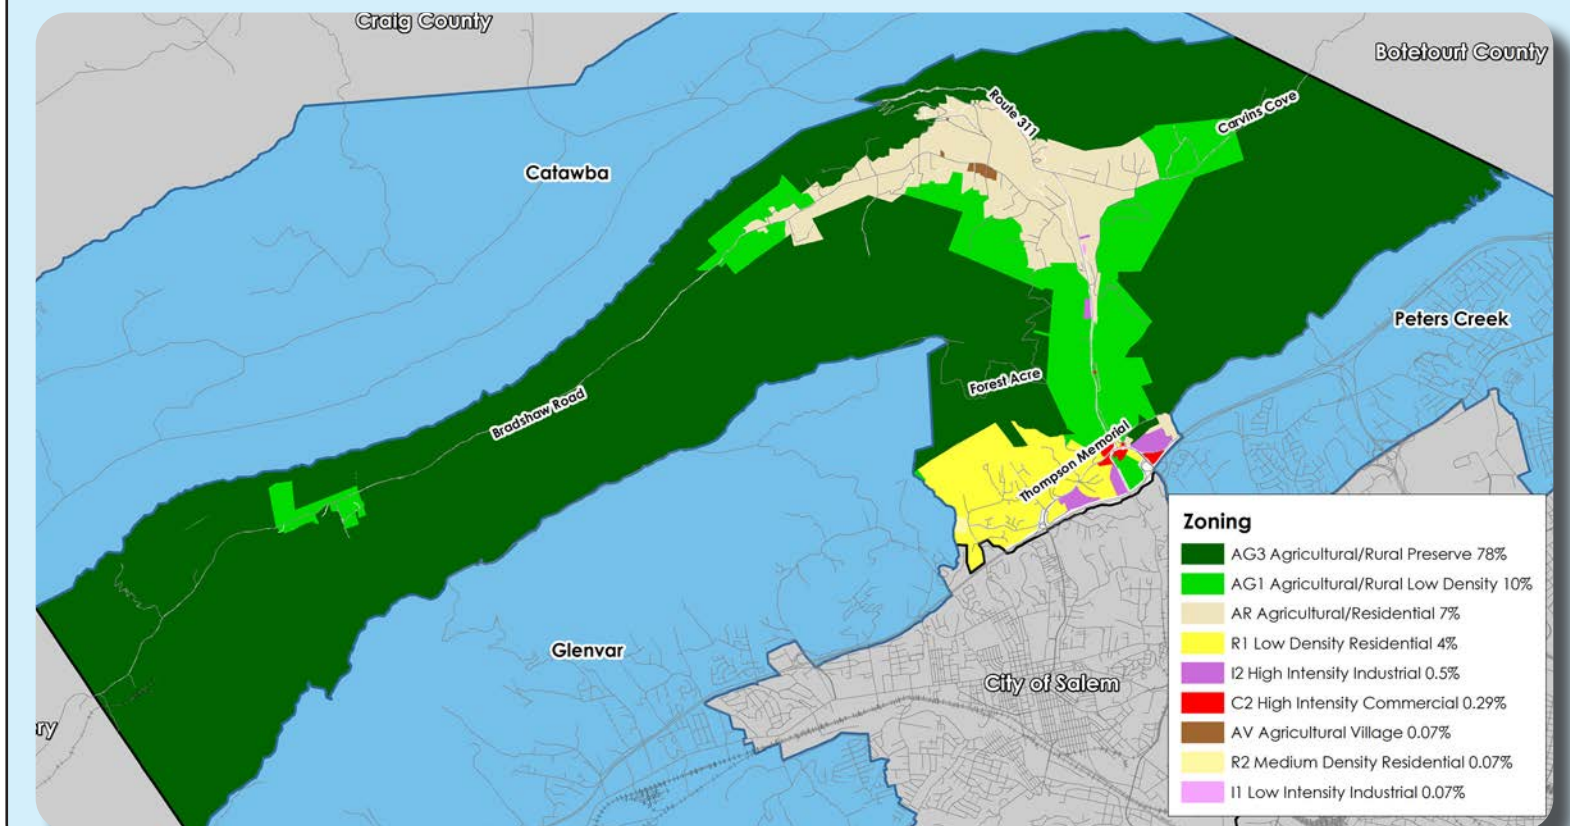 Craig County
Botetourt County
Route 311
Carvins Cove
Catawba
Peters Creek
Forest Acre
Bradshaw Road
Thompson Memorial
Glenvar
City of Salem
ry
Zoning
AG3 Agricultural/Rural Preserve 78%
AG1 Agricultural/Rural Low Density 10%
AR Agricultural/Residential 7%
R1 Low Density Residential 4%
I2 High Intensity Industrial 0.5%
C2 High Intensity Commercial 0.29%
AV Agricultural Village 0.07%
R2 Medium Density Residential 0.07%
I1 Low Intensity Industrial 0.07%